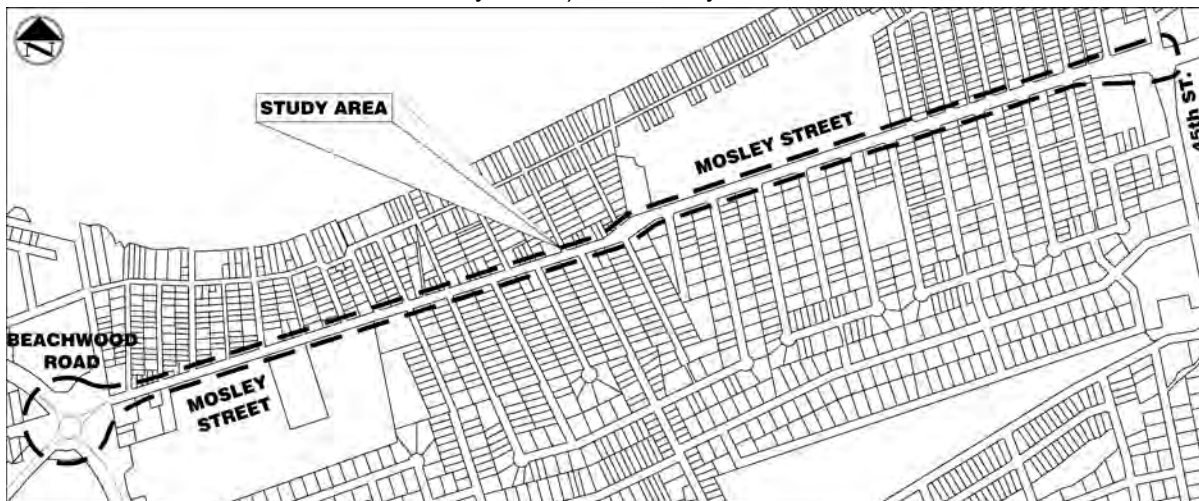 N
STUDY AREA
MOSLEY STREET
45th ST.
BEACHWOOD
ROAD
MOSLEY
STREET